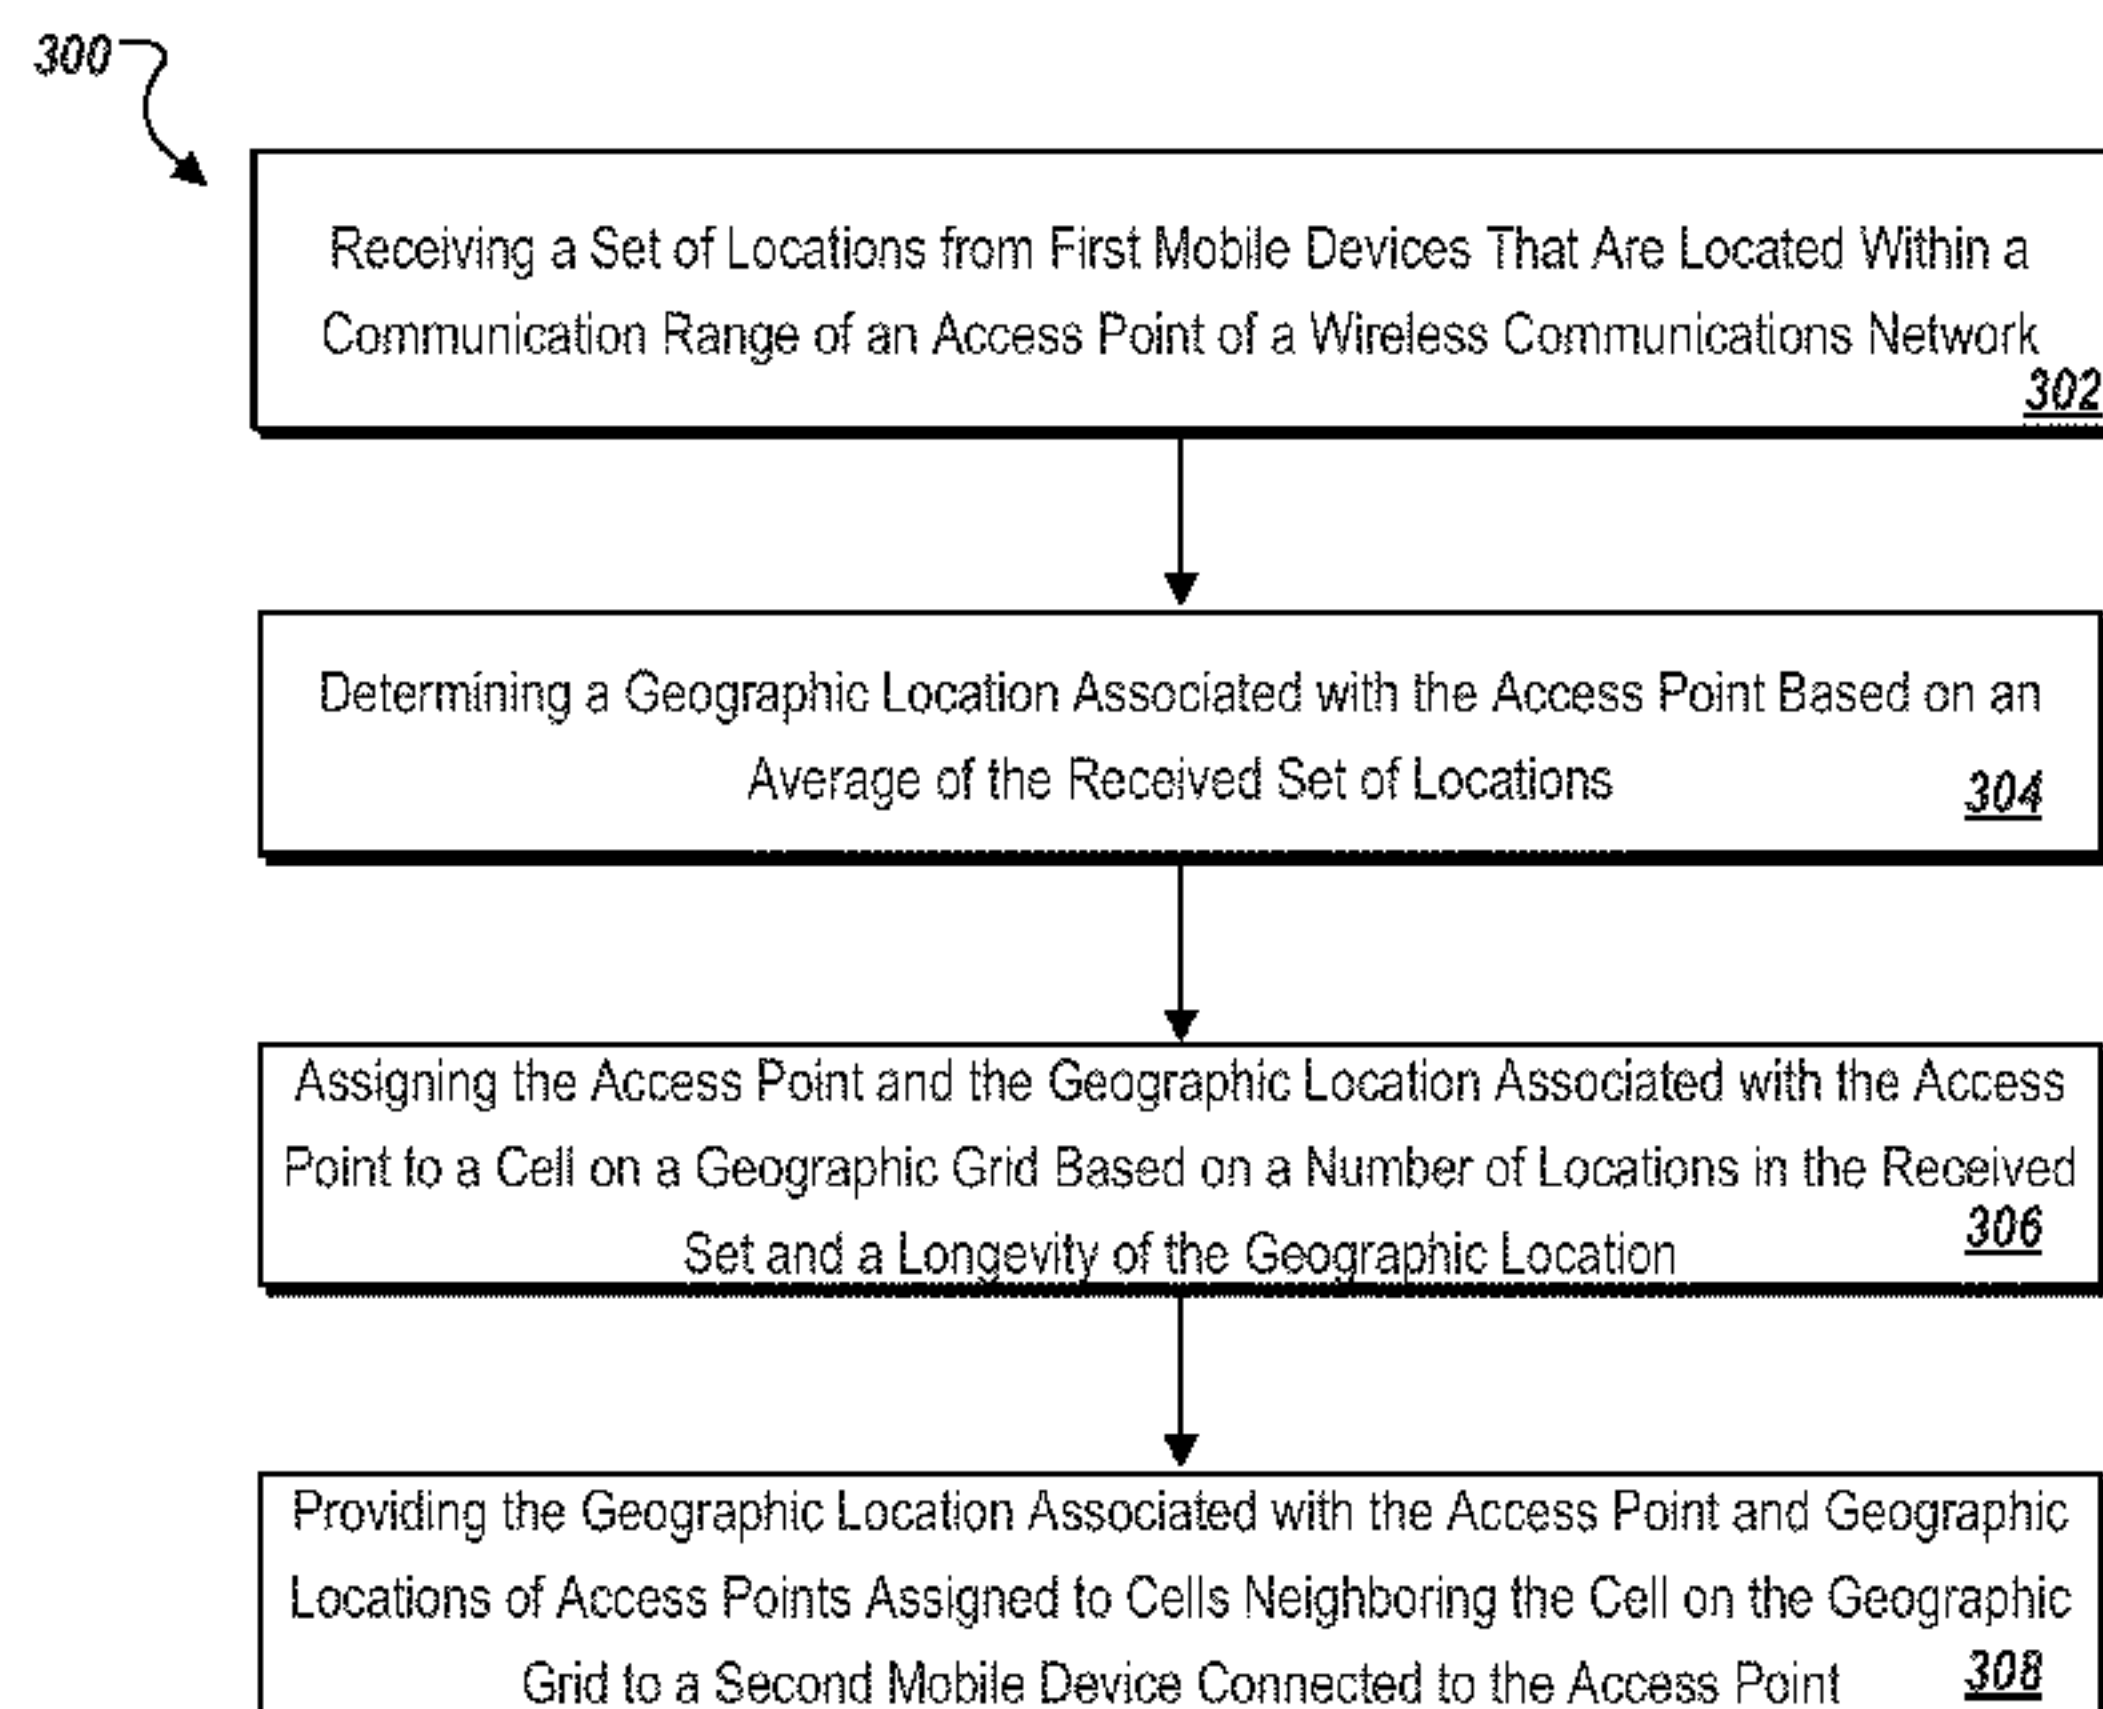 300
Receiving a Set of Locations from First Mobile Devices That Are Located Within a
Communication Range of an Access Point of a Wireless Communications Network
302
Determining a Geographic Location Associated with the Access Point Based on an
Average of the Received Set of Locations
304
Assigning the Access Point and the Geographic Location Associated with the Access
Point to a Cell on a Geographic Grid Based on a Number of Locations in the Received
Set and a Longevity of the Geographic Location
306
Providing the Geographic Location Associated with the Access Point and Geographic
Locations of Access Points Assigned to Cells Neighboring the Cell on the Geographic
Grid to a Second Mobile Device Connected to the Access Point
308